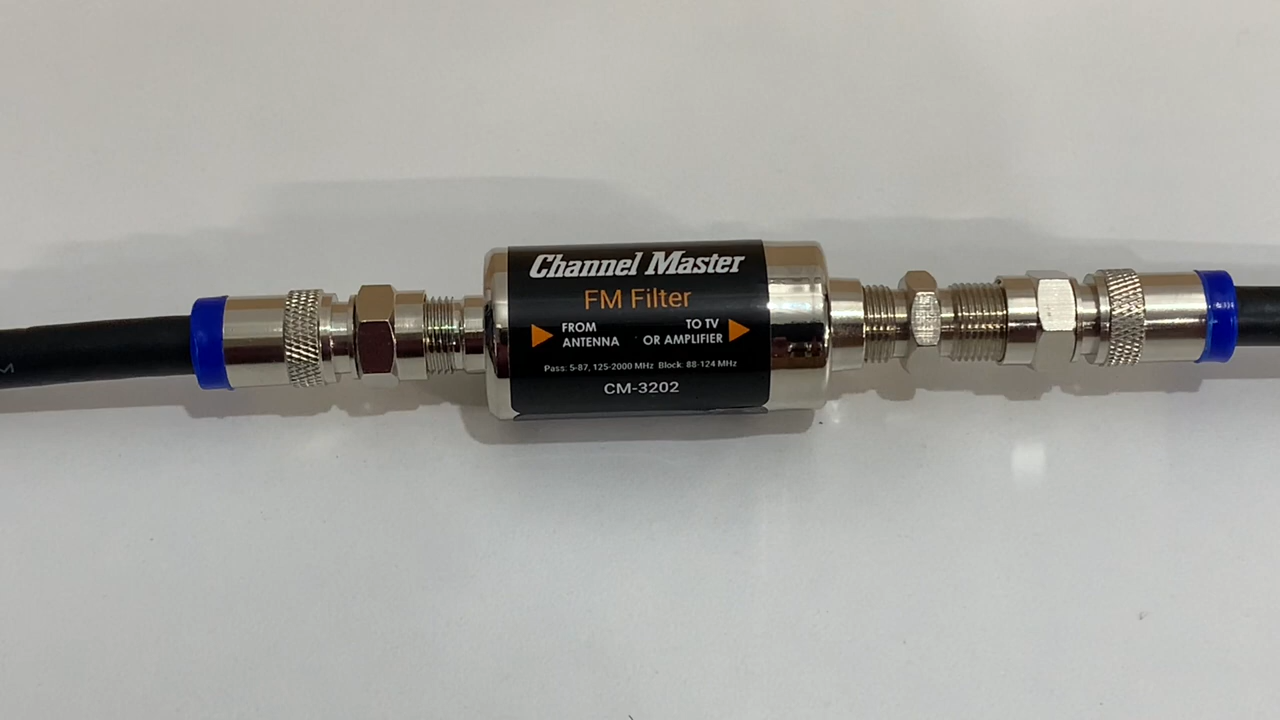 Channel Master
FM Filter
FROM ANTENNA
TO TV OR AMPLIFIER
Pass: 5-87, 125-2000 MHz Block: 88-124 MHz
CM-3202